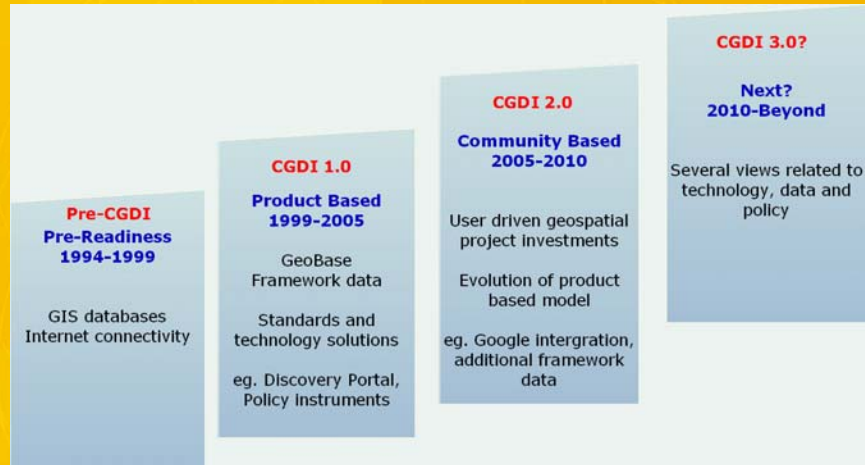 Pre-CGDI
Pre-Readiness
1994-1999
GIS databases
Internet connectivity
CGDI 1.0
Product Based
1999-2005
GeoBase
Framework data
Standards and
technology solutions
eg. Discovery Portal,
Policy instruments
CGDI 2.0
Community Based
2005-2010
User driven geospatial
project investments
Evolution of product
based model
eg. Google intergration,
additional framework
data
CGDI 3.0?
Next?
2010-Beyond
Several views related to
technology, data and
policy